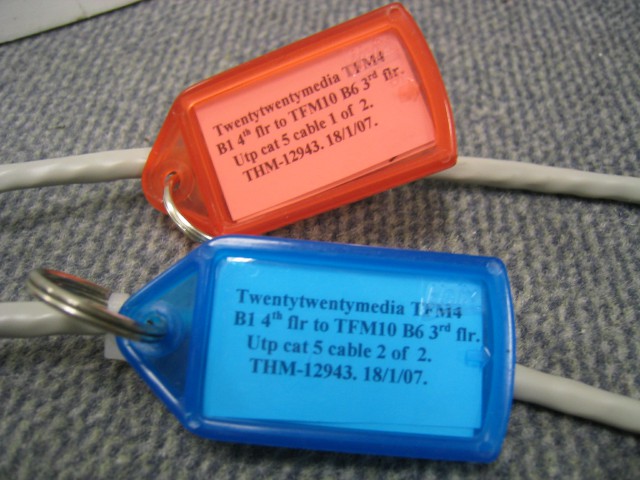 Twentytwentymedia TFM4
B1 4th flr to TFM10 B6 3rd flr.
Utp cat 5 cable 1 of 2.
THM-12943. 18/1/07.
Twentytwentymedia TFM4
B1 4th flr to TFM10 B6 3rd flr.
Utp cat 5 cable 2 of 2.
THM-12943. 18/1/07.